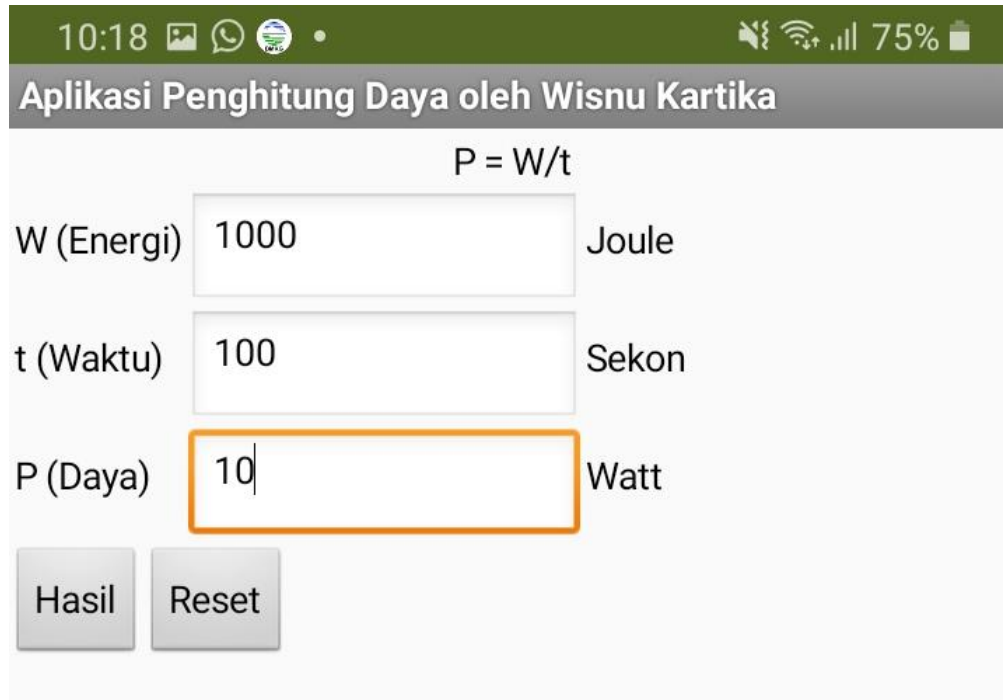 10:18 75%
Aplikasi Penghitung Daya oleh Wisnu Kartika
P = W/t
W (Energi) 1000 Joule
t (Waktu) 100 Sekon
P (Daya) 10 Watt
Hasil Reset